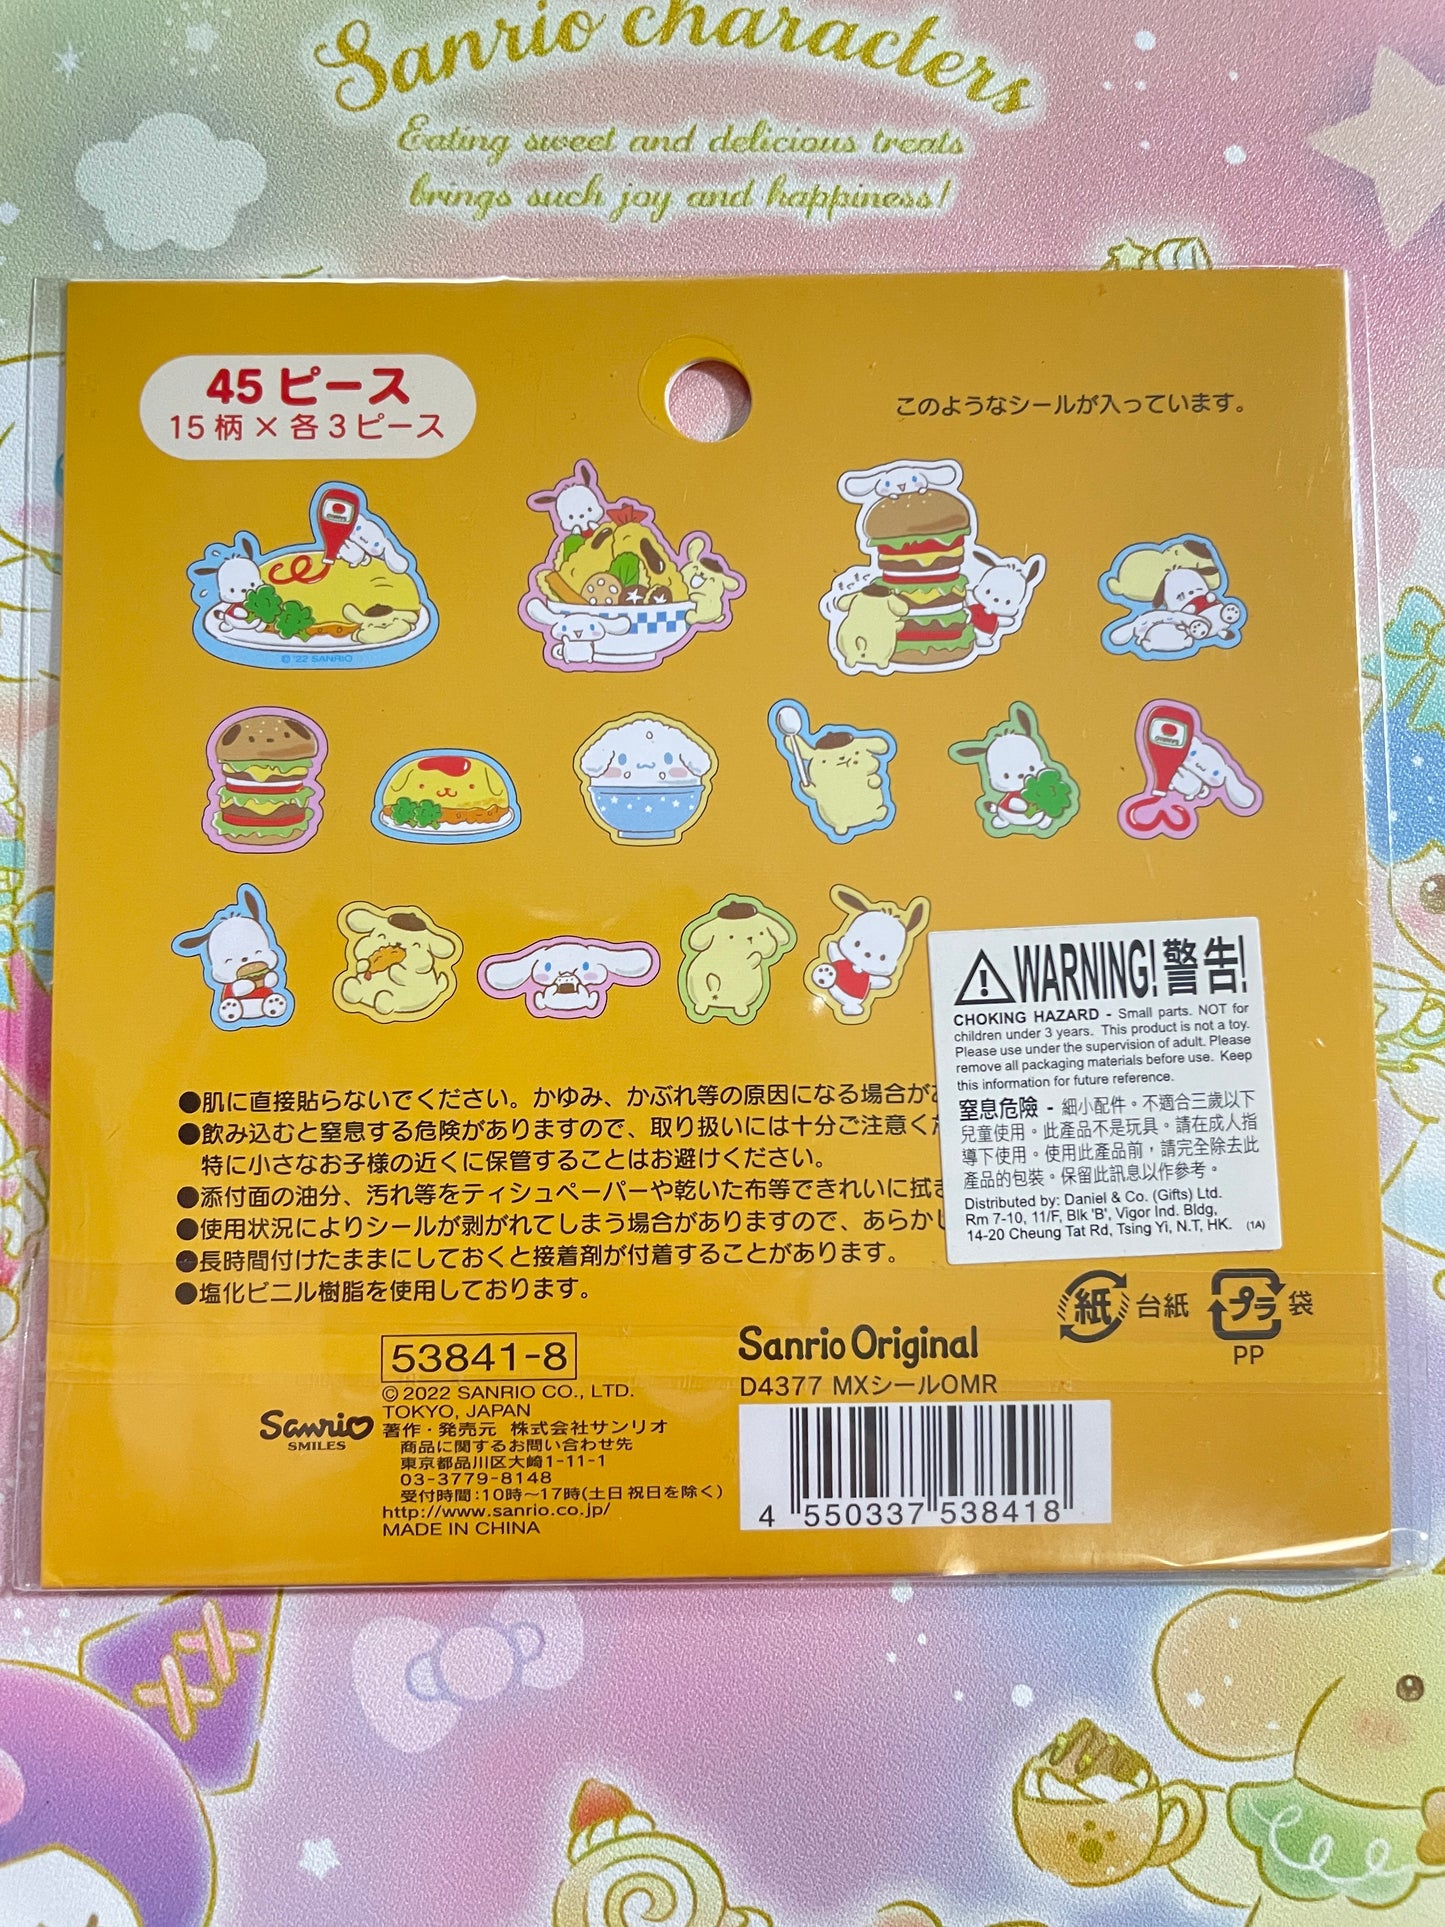 Sanrio characters
Eating sweet and delicious treats
brings such joy and happiness!
45 ピース
15 柄 × 各 3 ピース
このようなシールが入っています。
© '22 SANRIO
●肌に直接貼らないでください。かゆみ、かぶれ等の原因になる場合が
●飲み込むと窒息する危険がありますので、取り扱いには十分ご注意く
特に小さなお子様の近くに保管することはお避けください。
●添付面の油分、汚れ等をティシュペーパーや乾いた布等できれいに拭き
●使用状況によりシールが剥がれてしまう場合がありますので、あらかじ
●長時間付けたままにしておくと接着剤が付着することがあります。
●塩化ビニル樹脂を使用しております。
WARNING! 警告!
CHOKING HAZARD - Small parts. NOT for
children under 3 years. This product is not a toy.
Please use under the supervision of adult. Please
remove all packaging materials before use. Keep
this information for future reference.
窒息危險 - 細小配件。不適合三歲以下
兒童使用。此產品不是玩具。請在成人指
導下使用。使用此產品前，請完全除去此
產品的包裝。保留此訊息以作參考。
Distributed by: Daniel & Co. (Gifts) Ltd.
Rm 7-10, 11/F, Blk 'B', Vigor Ind. Bldg,
14-20 Cheung Tat Rd, Tsing Yi, N.T, HK. (1A)
紙 台紙 プラ 袋
PP
53841-8
© 2022 SANRIO CO., LTD.
TOKYO, JAPAN
Sanrio
SMILES
著作・発売元 株式会社サンリオ
商品に関するお問い合わせ先
東京都品川区大崎1-11-1
03-3779-8148
受付時間:10時～17時(土日祝日を除く)
http://www.sanrio.co.jp/
MADE IN CHINA
Sanrio Original
D4377 MXシールOMR
4 550337 538418